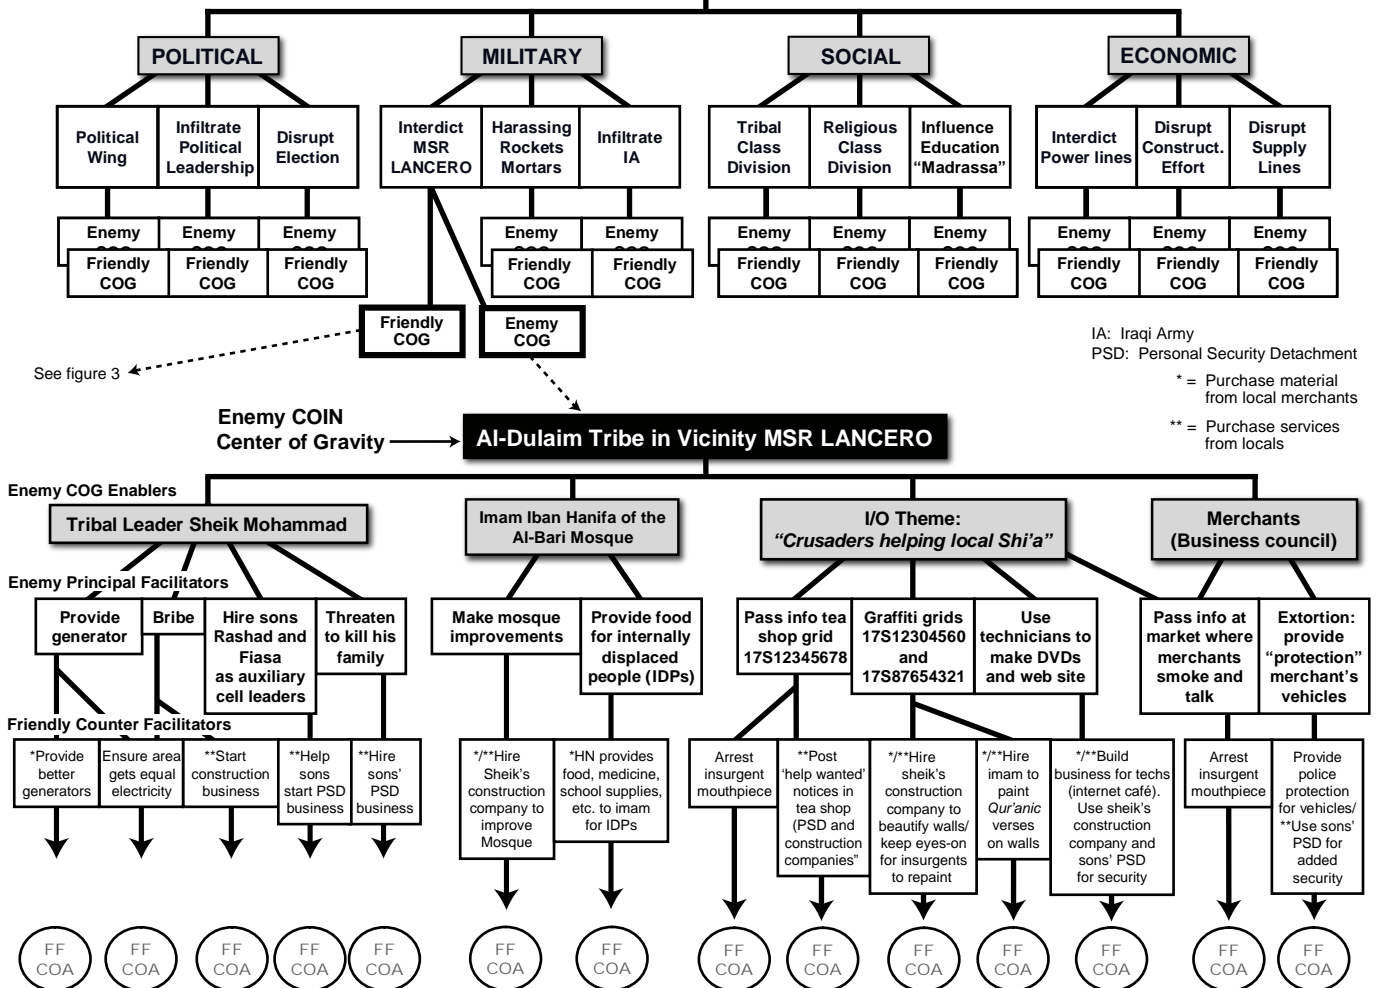 POLITICAL
MILITARY
SOCIAL
ECONOMIC
Political
Wing
Infiltrate
Political
Leadership
Disrupt
Election
Interdict
MSR
LANCERO
Harassing
Rockets
Mortars
Infiltrate
IA
Tribal
Class
Division
Religious
Class
Division
Influence
Education
“Madrassa”
Interdict
Power lines
Disrupt
Construct.
Effort
Disrupt
Supply
Lines
Enemy
COG
Enemy
COG
Enemy
COG
Enemy
COG
Enemy
COG
Enemy
COG
Enemy
COG
Enemy
COG
Enemy
COG
Enemy
COG
Enemy
COG
Friendly
COG
Friendly
COG
Friendly
COG
Friendly
COG
Friendly
COG
Friendly
COG
Friendly
COG
Friendly
COG
Friendly
COG
Friendly
COG
Friendly
COG
Friendly
COG
Enemy
COG
See figure 3
IA: Iraqi Army
PSD: Personal Security Detachment
* = Purchase material
from local merchants
** = Purchase services
from locals
Enemy COIN
Center of Gravity
Al-Dulaim Tribe in Vicinity MSR LANCERO
Enemy COG Enablers
Tribal Leader Sheik Mohammad
Imam Iban Hanifa of the
Al-Bari Mosque
I/O Theme:
“Crusaders helping local Shi’a”
Merchants
(Business council)
Enemy Principal Facilitators
Provide
generator
Bribe
Hire sons
Rashad and
Fiasa
as auxiliary
cell leaders
Threaten
to kill his
family
Make mosque
improvements
Provide food
for internally
displaced
people (IDPs)
Pass info tea
shop grid
17S12345678
Graffiti grids
17S12304560
and
17S87654321
Use
technicians to
make DVDs
and web site
Pass info at
market where
merchants
smoke and
talk
Extortion:
provide
“protection”
merchant’s
vehicles
Friendly Counter Facilitators
*Provide
better
generators
Ensure area
gets equal
electricity
**Start
construction
business
**Help
sons
start PSD
business
**Hire
sons’
PSD
business
*/**Hire
Sheik’s
construction
company to
improve
Mosque
*HN provides
food, medicine,
school supplies,
etc. to imam
for IDPs
Arrest
insurgent
mouthpiece
**Post
‘help wanted’
notices in
tea shop
(PSD and
construction
companies”
*/**Hire
sheik’s
construction
company to
beautify walls/
keep eyes-on
for insurgents
to repaint
*/**Hire
imam to
paint
Qur’anic
verses
on walls
*/**Build
business for techs
(internet café).
Use sheik’s
construction
company and
sons’ PSD
for security
Arrest
insurgent
mouthpiece
Provide
police
protection
for vehicles/
**Use sons’
PSD for
added
security
FF
COA
FF
COA
FF
COA
FF
COA
FF
COA
FF
COA
FF
COA
FF
COA
FF
COA
FF
COA
FF
COA
FF
COA
FF
COA
FF
COA